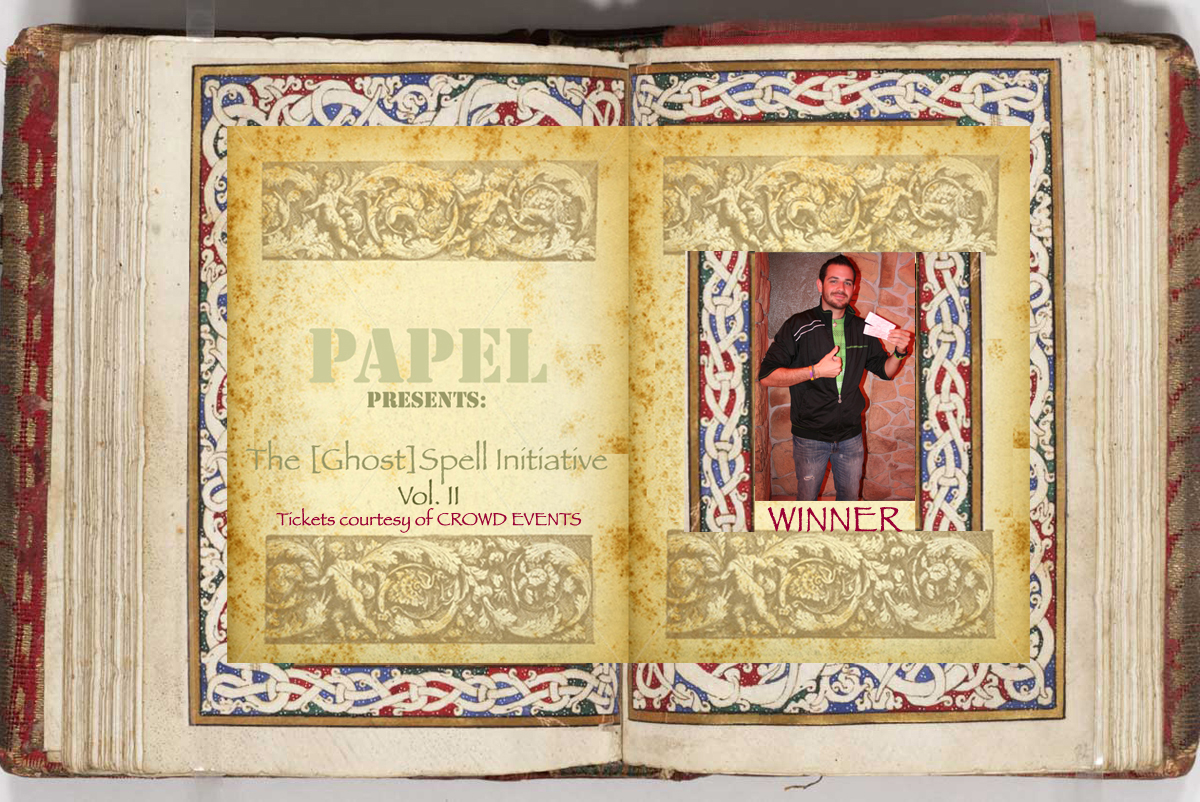 PAPEL
PRESENTS:
The [Ghost]Spell Initiative
Vol. II
Tickets courtesy of CROWD EVENTS
WINNER